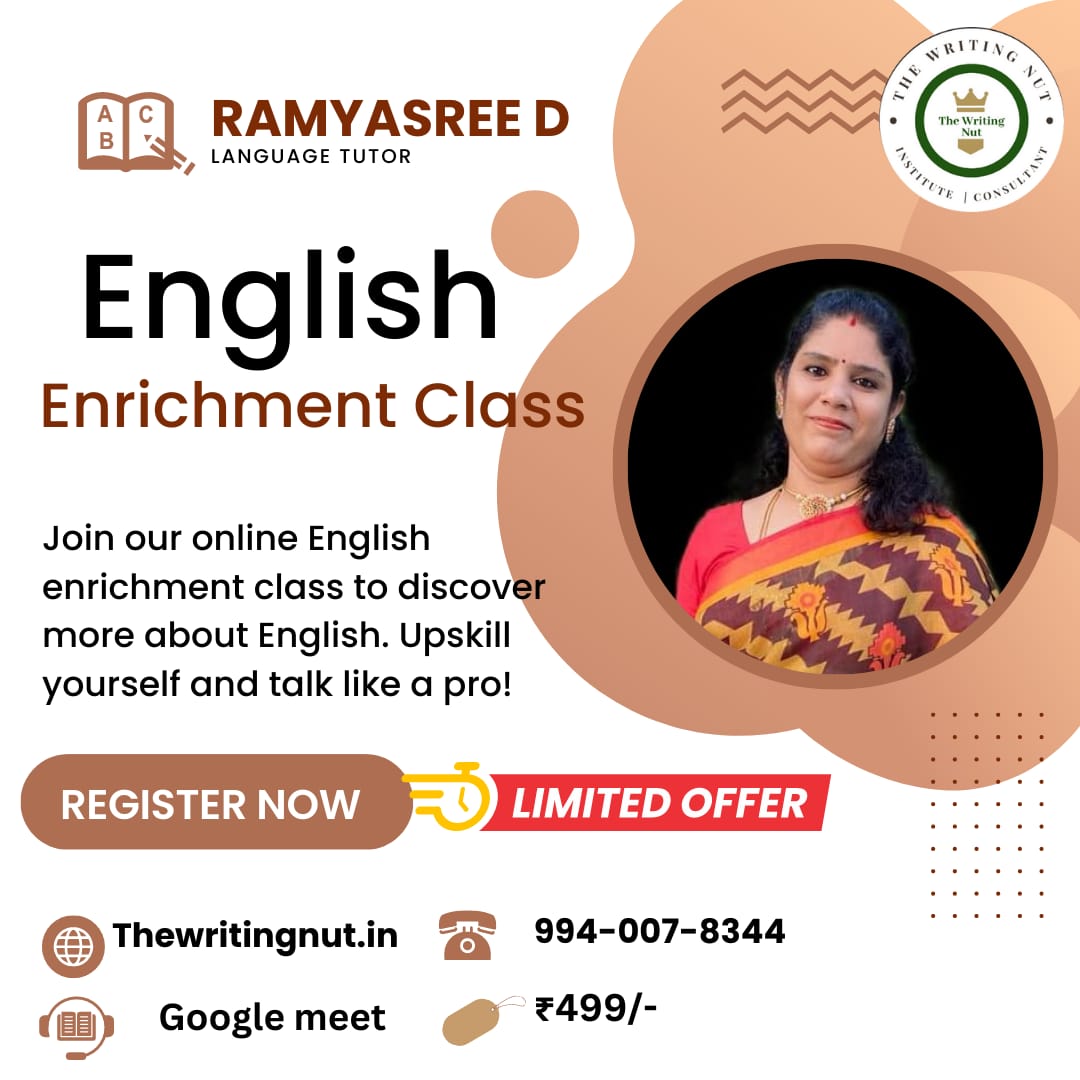 A C
B
RAMYASREE D
LANGUAGE TUTOR
THE WRITING NUT
The Writing
Nut
INSTITUTE | CONSULTANT
English
Enrichment Class
Join our online English
enrichment class to discover
more about English. Upskill
yourself and talk like a pro!
REGISTER NOW
LIMITED OFFER
Thewritingnut.in
994-007-8344
Google meet
₹499/-